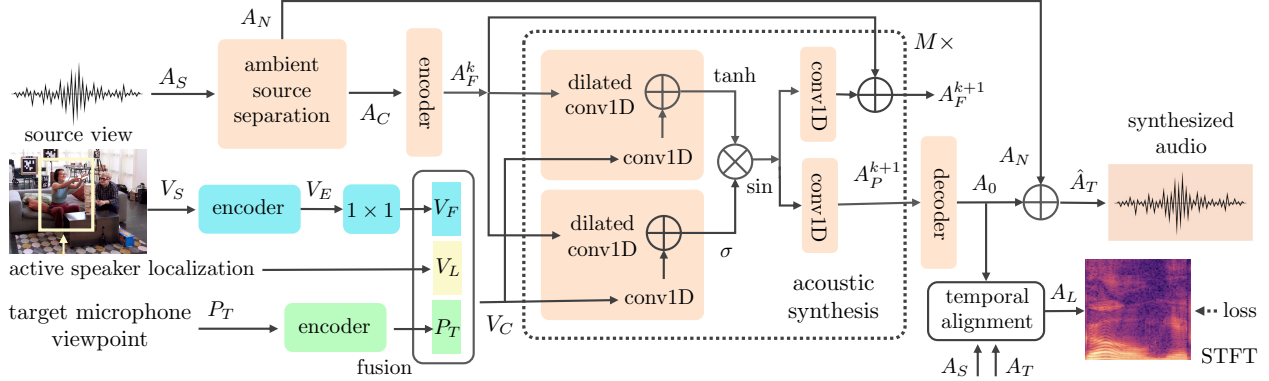 A_N
A_S
ambient
source
separation
A_C
encoder
A_F^k
source view
V_S
encoder
V_E
1 × 1
V_F
active speaker localization
V_L
target microphone
viewpoint
P_T
encoder
P_T
fusion
V_C
dilated
conv1D
conv1D
tanh
dilated
conv1D
conv1D
σ
sin
conv1D
conv1D
M×
A_F^{k+1}
A_P^{k+1}
acoustic
synthesis
decoder
A_0
A_N
Â_T
synthesized
audio
temporal
alignment
A_L
A_S
A_T
loss
STFT